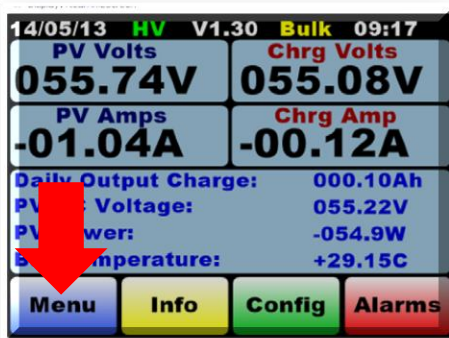 14/05/13 HV V1.30 Bulk 09:17
PV Volts Chrg Volts
055.74V 055.08V
PV Amps Chrg Amp
-01.04A -00.12A
Daily Output Charge: 000.10Ah
Voltage: 055.22V
-054.9W
+29.15C
Menu Info Config Alarms